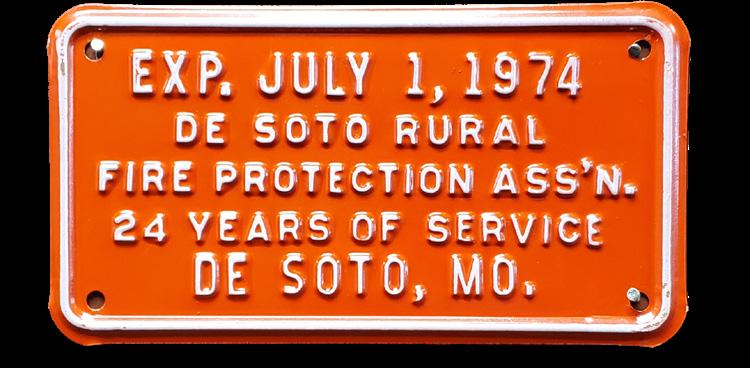 EXP. JULY 1, 1974
DE SOTO RURAL
FIRE PROTECTION ASS'N.
24 YEARS OF SERVICE
DE SOTO, MO.